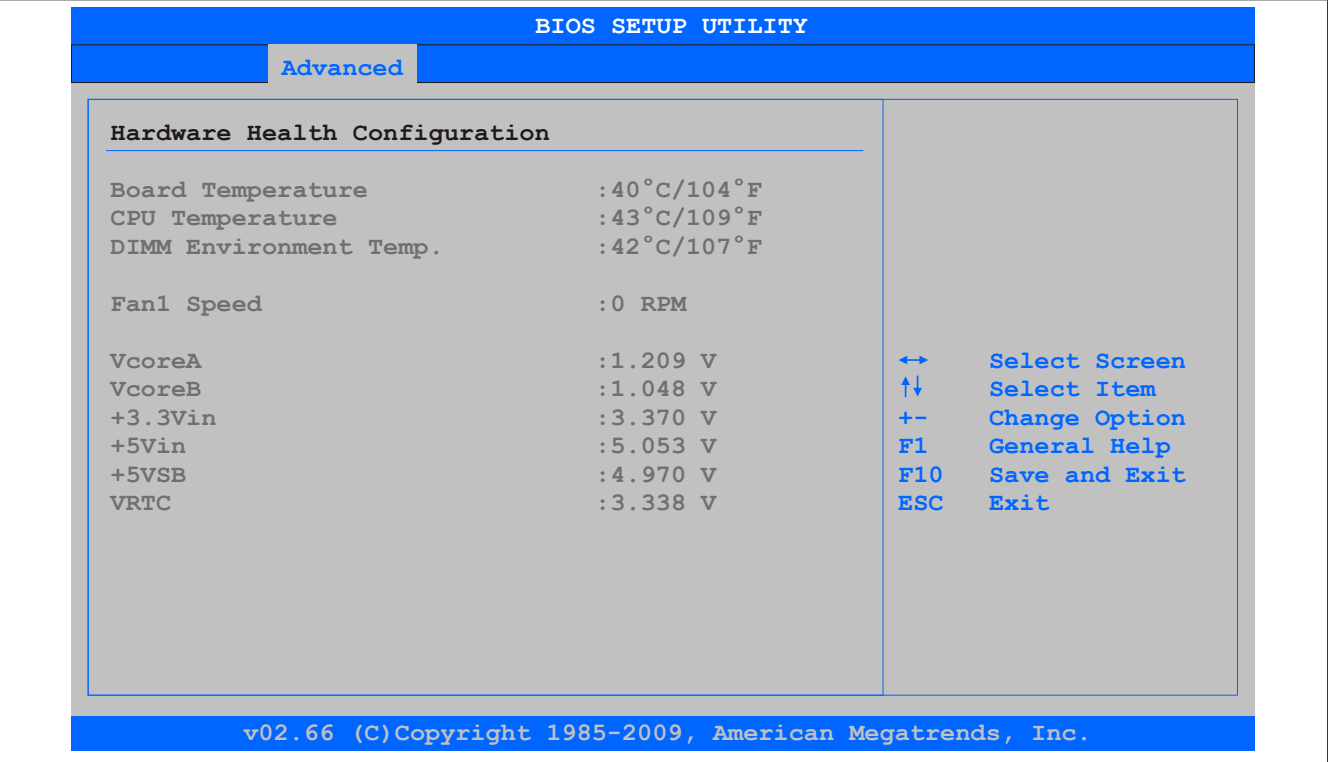 BIOS SETUP UTILITY
Advanced
Hardware Health Configuration
Board Temperature :40°C/104°F
CPU Temperature :43°C/109°F
DIMM Environment Temp. :42°C/107°F
Fan1 Speed :0 RPM
VcoreA :1.209 V
VcoreB :1.048 V
+3.3Vin :3.370 V
+5Vin :5.053 V
+5VSB :4.970 V
VRTC :3.338 V
←→ Select Screen
↑↓ Select Item
+- Change Option
F1 General Help
F10 Save and Exit
ESC Exit
v02.66 (C)Copyright 1985-2009, American Megatrends, Inc.